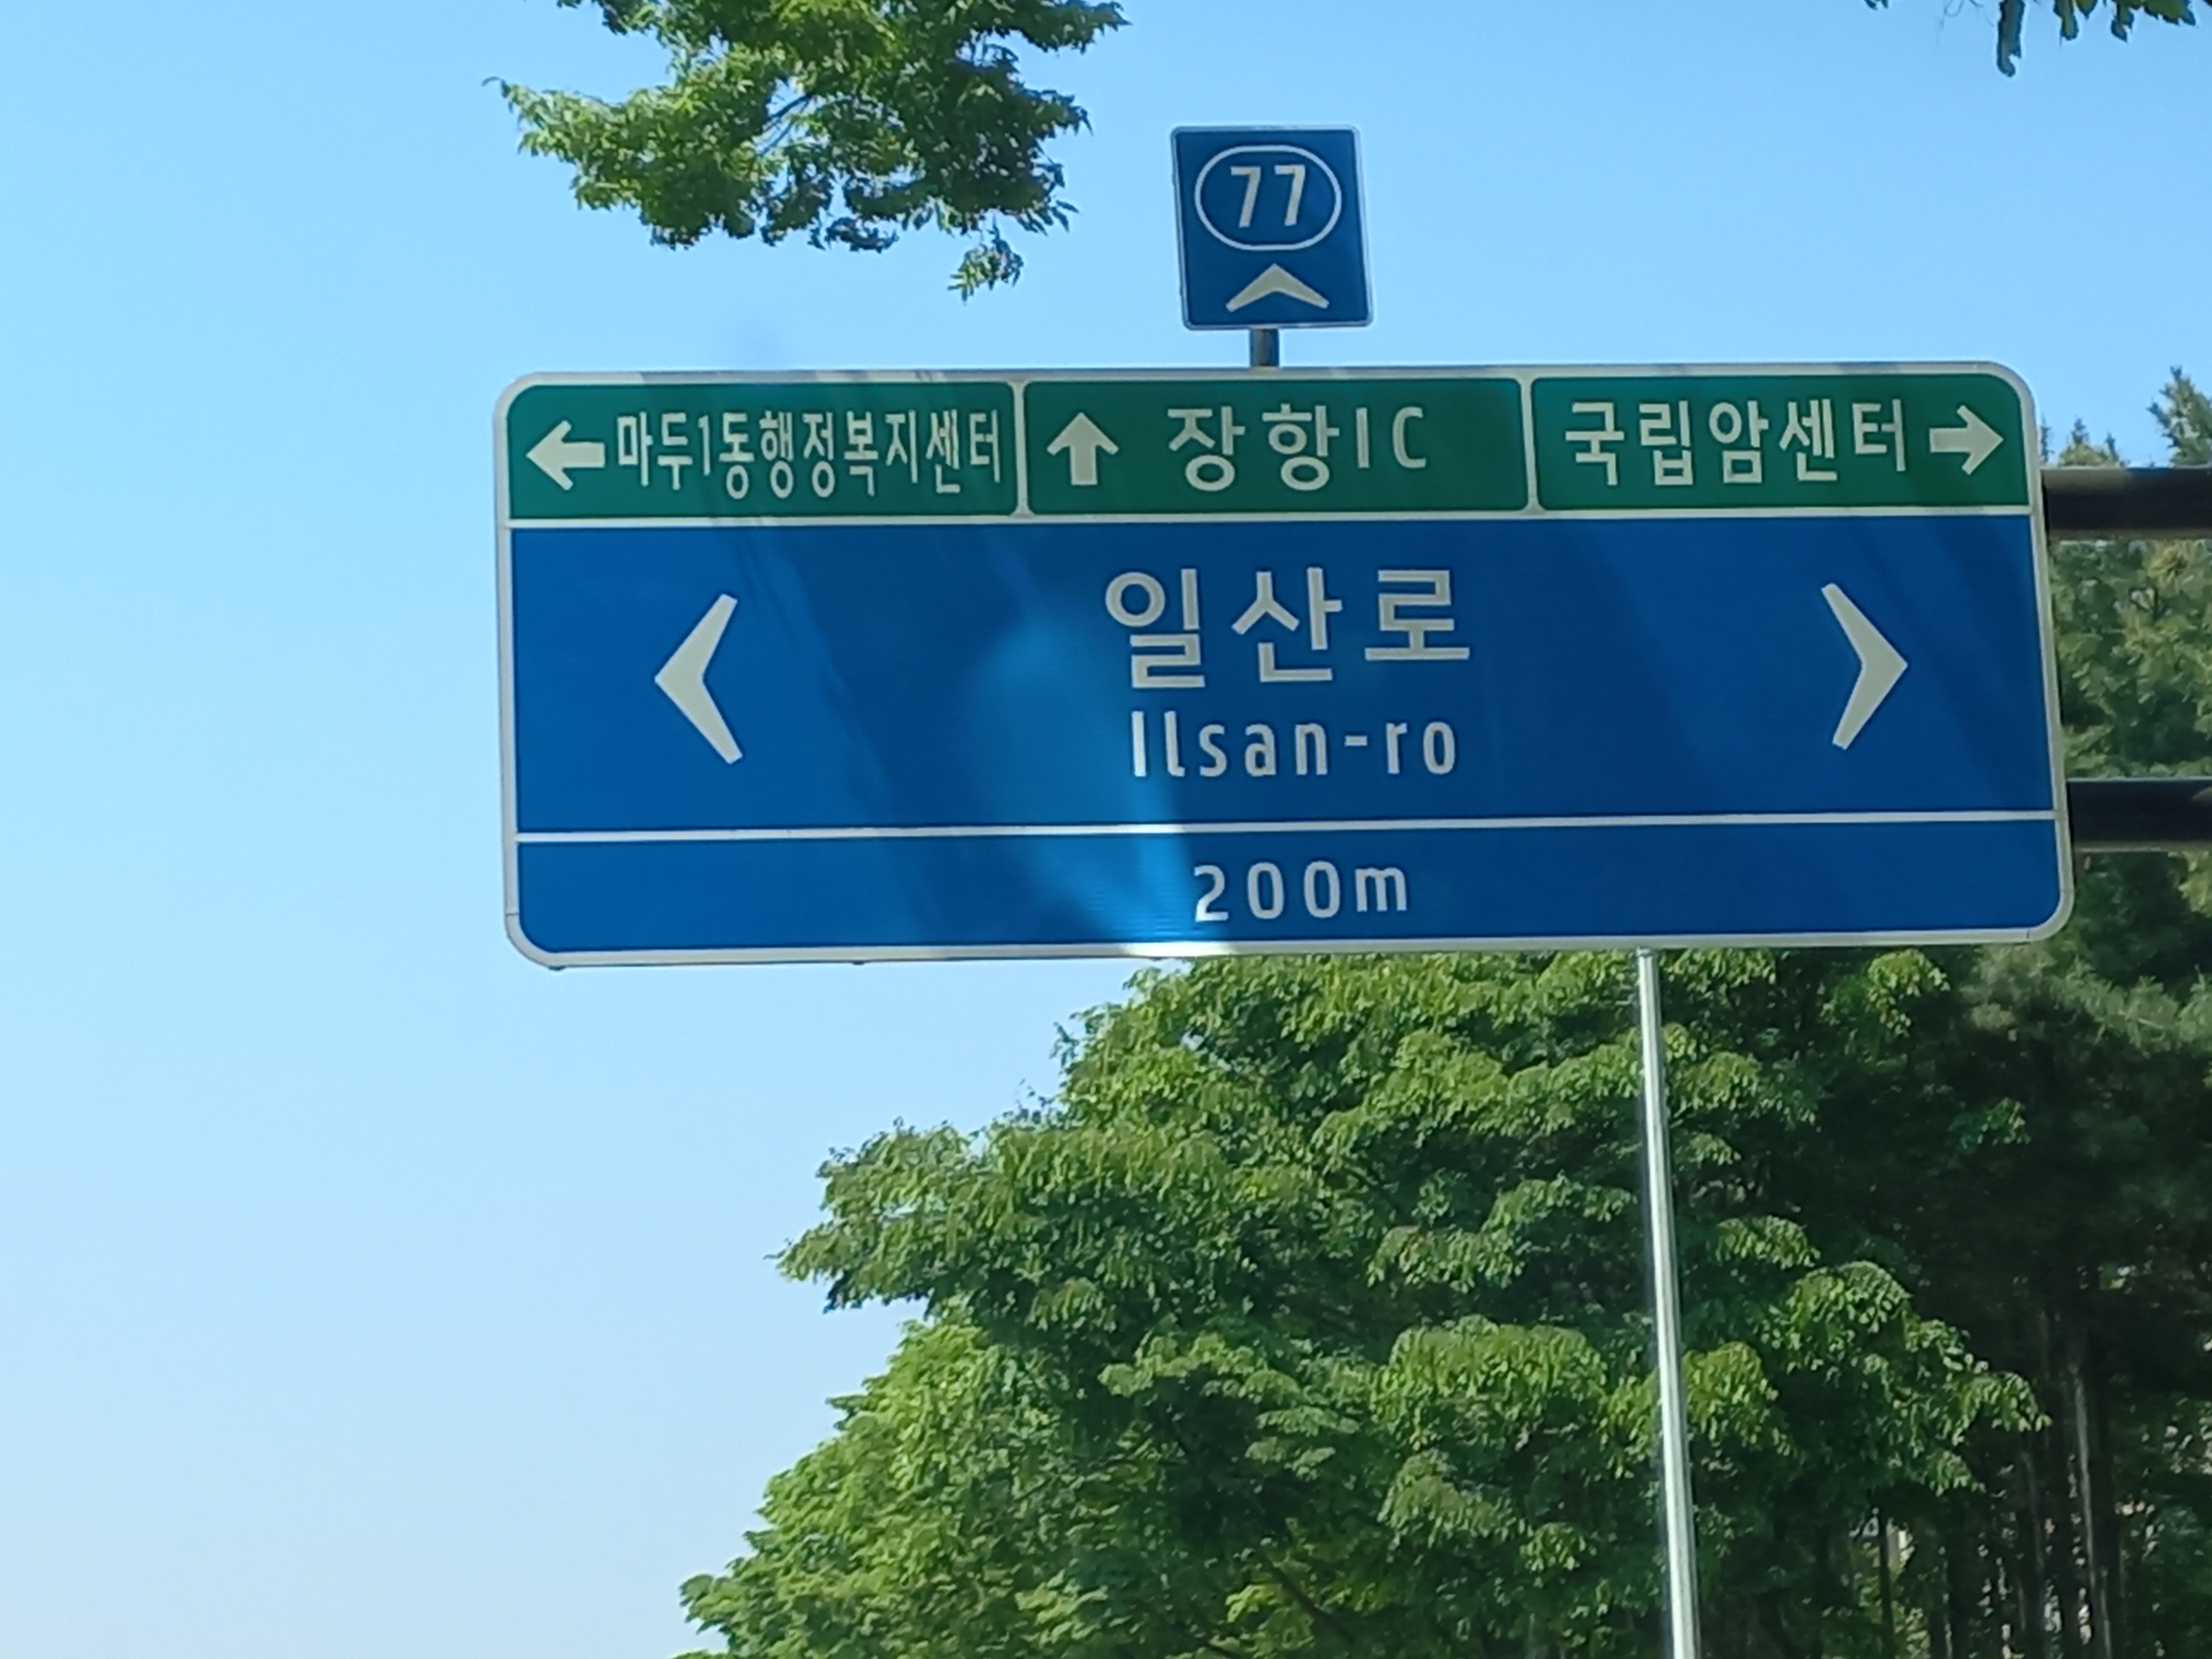 77
마두1동행정복지센터
장항IC
국립암센터
일산로
Ilsan-ro
200m